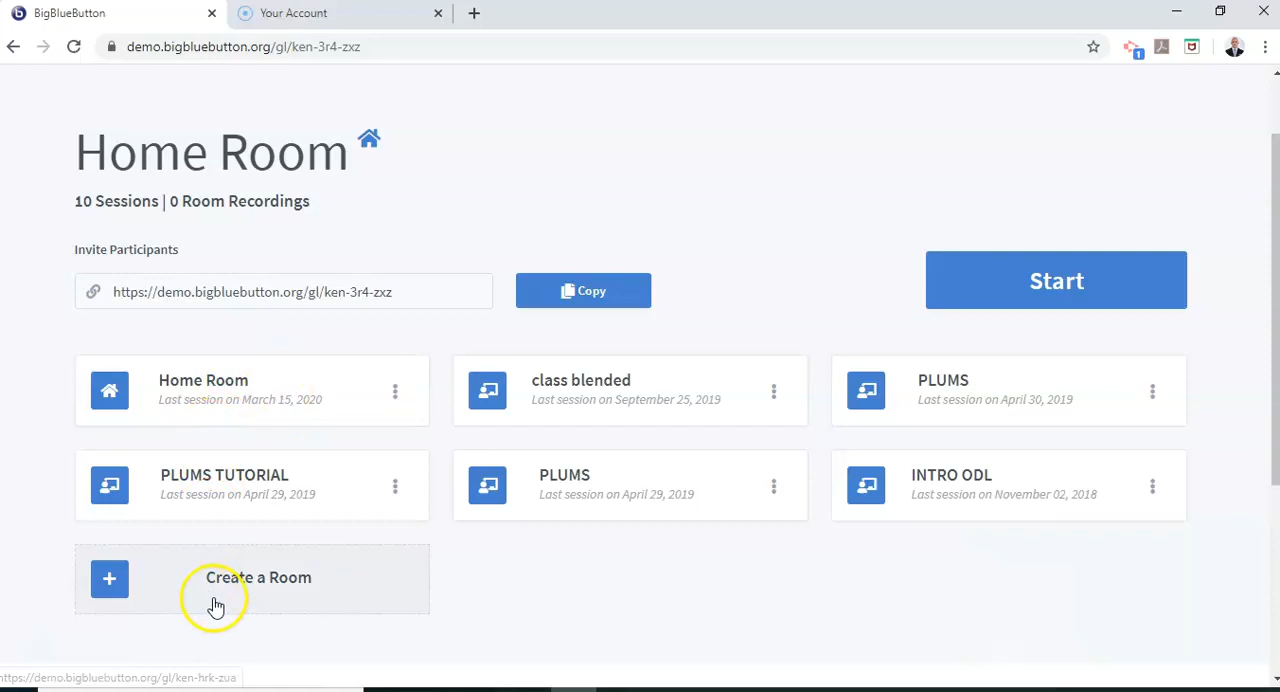 BigBlueButton
Your Account
demo.bigbluebutton.org/gl/ken-3r4-zxz
1
Home Room
10 Sessions | 0 Room Recordings
Invite Participants
https://demo.bigbluebutton.org/gl/ken-3r4-zxz
Copy
Start
Home Room
Last session on March 15, 2020
class blended
Last session on September 25, 2019
PLUMS
Last session on April 30, 2019
PLUMS TUTORIAL
Last session on April 29, 2019
PLUMS
Last session on April 29, 2019
INTRO ODL
Last session on November 02, 2018
Create a Room
https://demo.bigbluebutton.org/gl/ken-hrk-zua